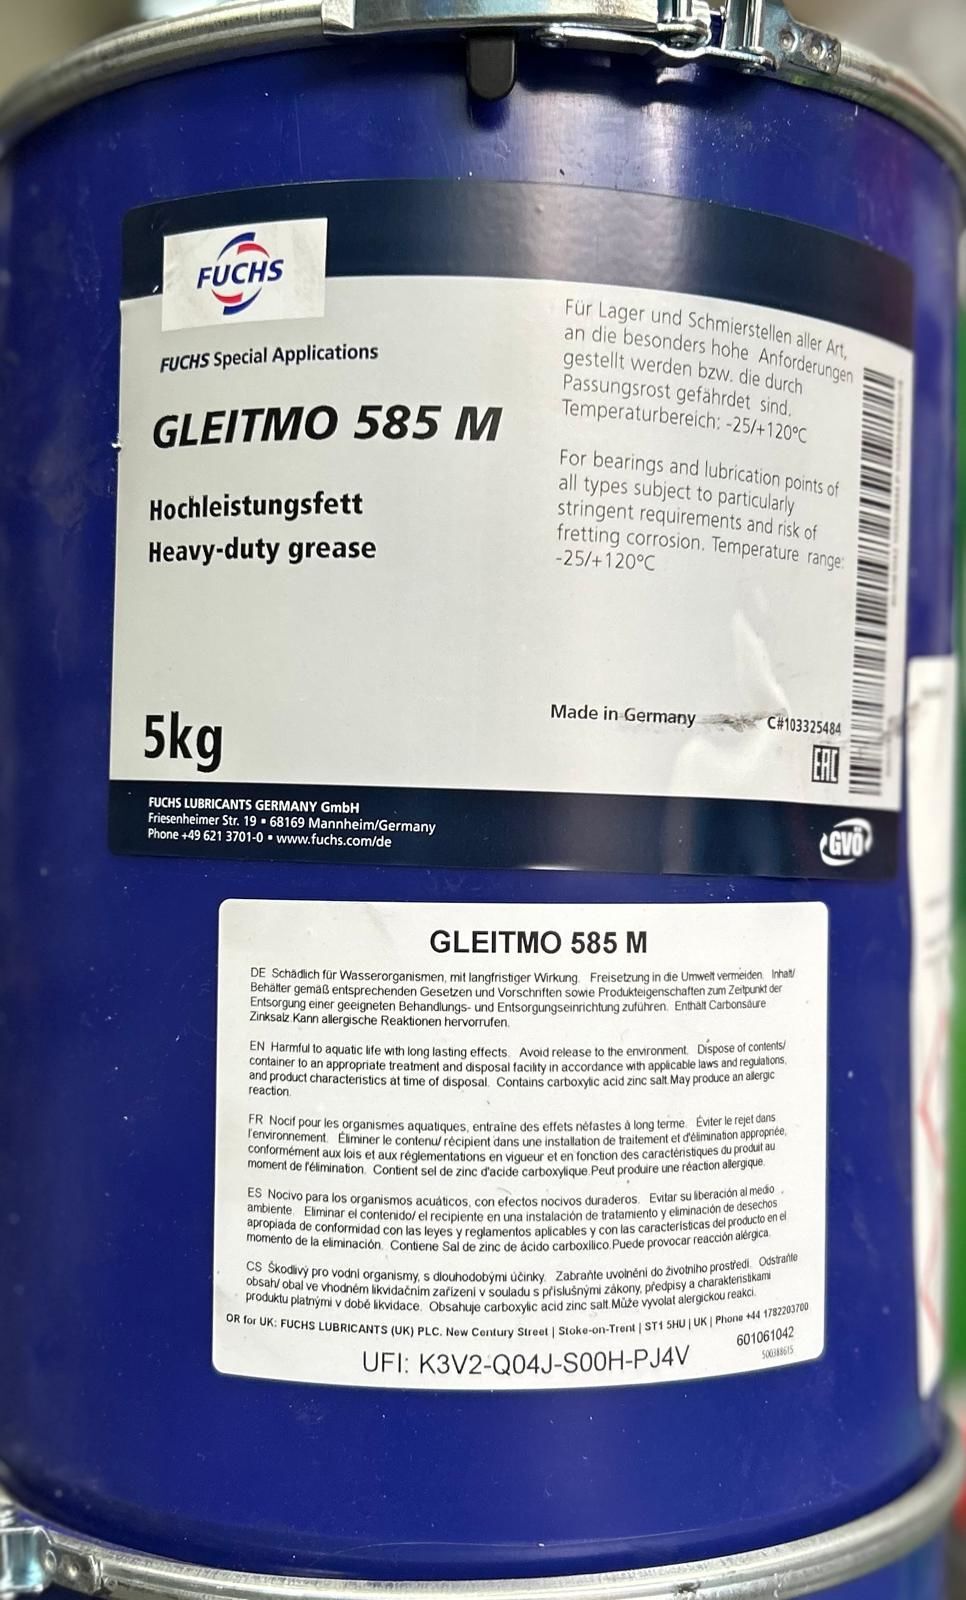 FUCHS
FUCHS Special Applications
GLEITMO 585 M
Hochleistungsfett
Heavy-duty grease
5kg
Für Lager und Schmierstellen aller Art,
an die besonders hohe Anforderungen
gestellt werden bzw. die durch
Passungsrost gefährdet sind.
Temperaturbereich: -25/+120°C
For bearings and lubrication points of
all types subject to particularly
stringent requirements and risk of
fretting corrosion. Temperature range:
-25/+120°C
Made in Germany
C#103325484
EAC
FUCHS LUBRICANTS GERMANY GmbH
Friesenheimer Str. 19 • 68169 Mannheim/Germany
Phone +49 621 3701-0 • www.fuchs.com/de
GVÖ
GLEITMO 585 M
DE Schädlich für Wasserorganismen, mit langfristiger Wirkung. Freisetzung in die Umwelt vermeiden. Inhalt/
Behälter gemäß entsprechenden Gesetzen und Vorschriften sowie Produkteigenschaften zum Zeitpunkt der
Entsorgung einer geeigneten Behandlungs- und Entsorgungseinrichtung zuführen. Enthält Carbonsäure
Zinksalz.Kann allergische Reaktionen hervorrufen.
EN Harmful to aquatic life with long lasting effects. Avoid release to the environment. Dispose of contents/
container to an appropriate treatment and disposal facility in accordance with applicable laws and regulations,
and product characteristics at time of disposal. Contains carboxylic acid zinc salt.May produce an allergic
reaction.
FR Nocif pour les organismes aquatiques, entraîne des effets néfastes à long terme. Éviter le rejet dans
l'environnement. Éliminer le contenu/ récipient dans une installation de traitement et d'élimination appropriée,
conformément aux lois et aux réglementations en vigueur et en fonction des caractéristiques du produit au
moment de l'élimination. Contient sel de zinc d'acide carboxylique.Peut produire une réaction allergique.
ES Nocivo para los organismos acuáticos, con efectos nocivos duraderos. Evitar su liberación al medio
ambiente. Eliminar el contenido/ el recipiente en una instalación de tratamiento y eliminación de desechos
apropiada de conformidad con las leyes y reglamentos aplicables y con las características del producto en el
momento de la eliminación. Contiene Sal de zinc de ácido carboxílico.Puede provocar reacción alérgica.
CS Škodlivý pro vodní organismy, s dlouhodobými účinky. Zabraňte uvolnění do životního prostředí. Odstraňte
obsah/ obal ve vhodném likvidačním zařízení v souladu s příslušnými zákony, předpisy a charakteristikami
produktu platnými v době likvidace. Obsahuje carboxylic acid zinc salt.Může vyvolat alergickou reakci.
OR for UK: FUCHS LUBRICANTS (UK) PLC. New Century Street | Stoke-on-Trent | ST1 5HU | UK | Phone +44 1782203700
601061042
500388615
UFI: K3V2-Q04J-S00H-PJ4V